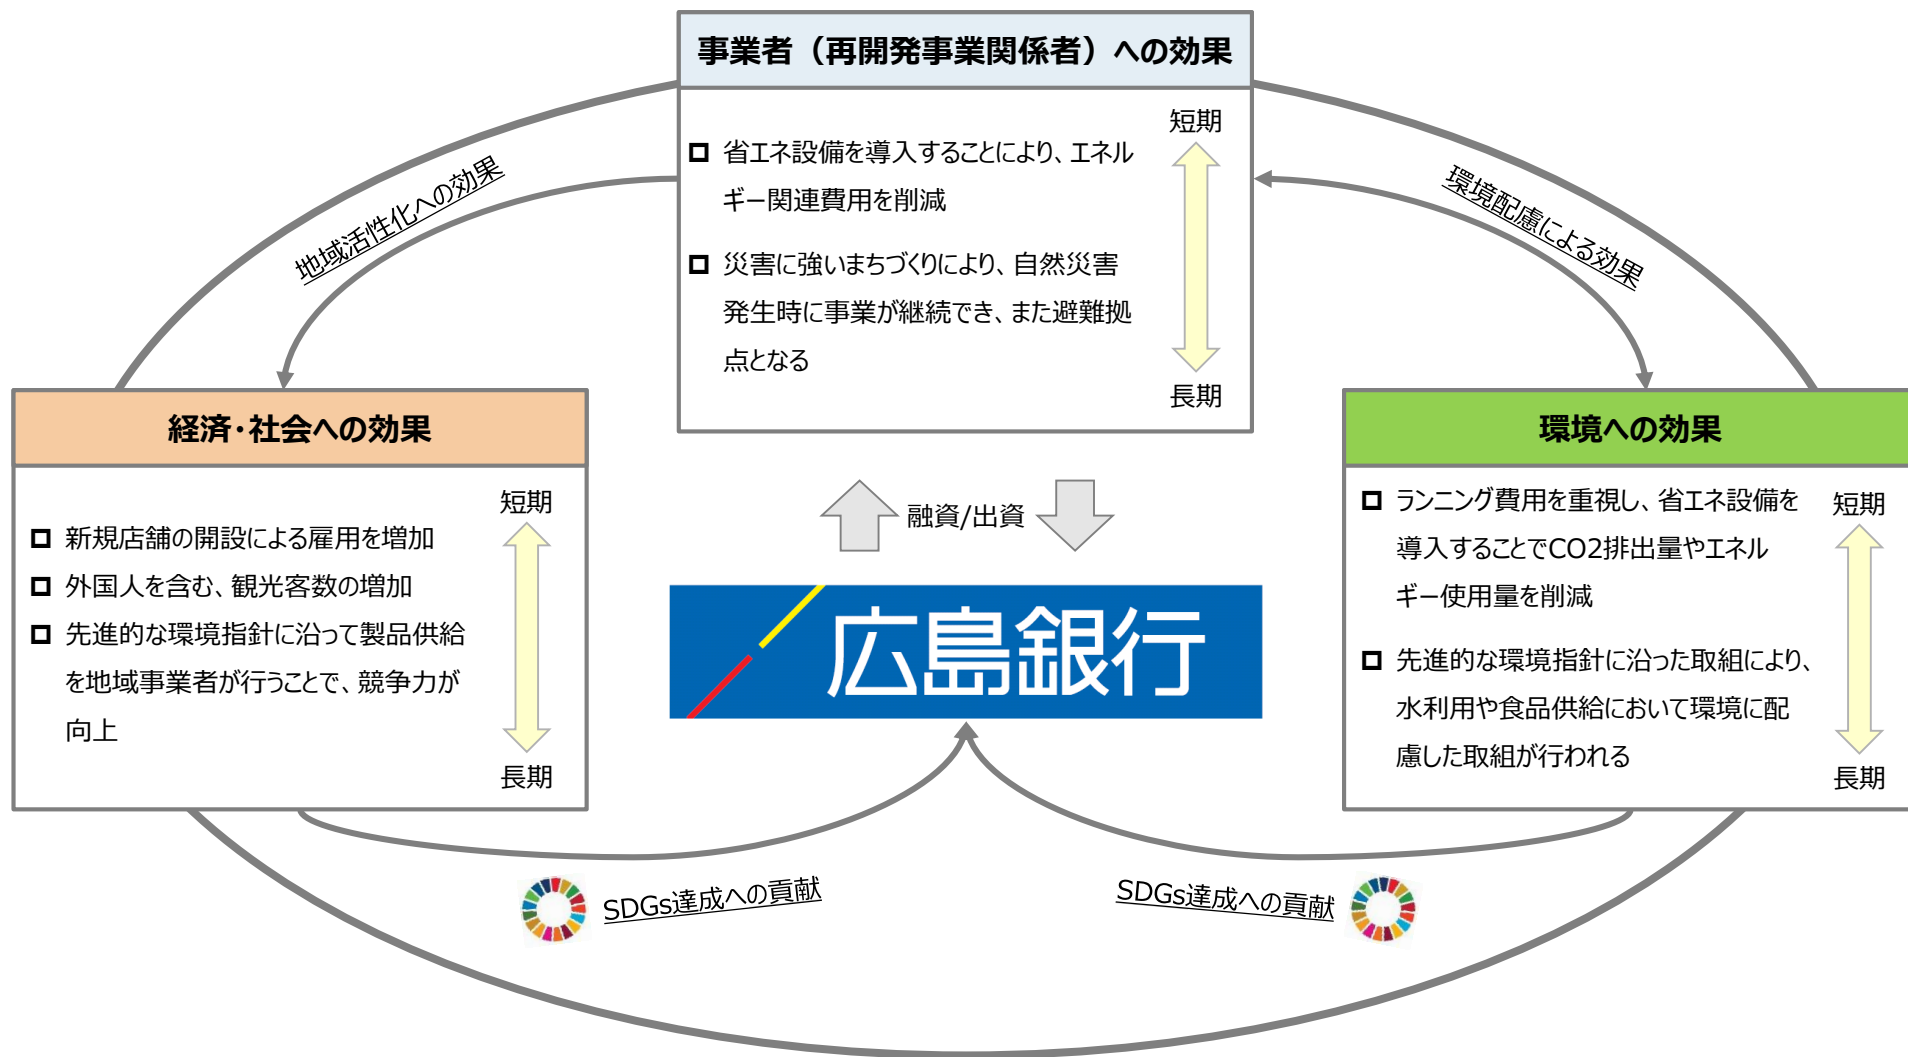 事業者（再開発事業関係者）への効果
短期
省エネ設備を導入することにより、エネル
ギー関連費用を削減
災害に強いまちづくりにより、自然災害
発生時に事業が継続でき、また避難拠
点となる
長期
地域活性化への効果
環境配慮による効果
経済・社会への効果
短期
新規店舗の開設による雇用を増加
外国人を含む、観光客数の増加
先進的な環境指針に沿って製品供給
を地域事業者が行うことで、競争力が
向上
長期
融資/出資
広島銀行
環境への効果
短期
ランニング費用を重視し、省エネ設備を
導入することでCO2排出量やエネル
ギー使用量を削減
先進的な環境指針に沿った取組により、
水利用や食品供給において環境に配
慮した取組が行われる
長期
SDGs達成への貢献
SDGs達成への貢献